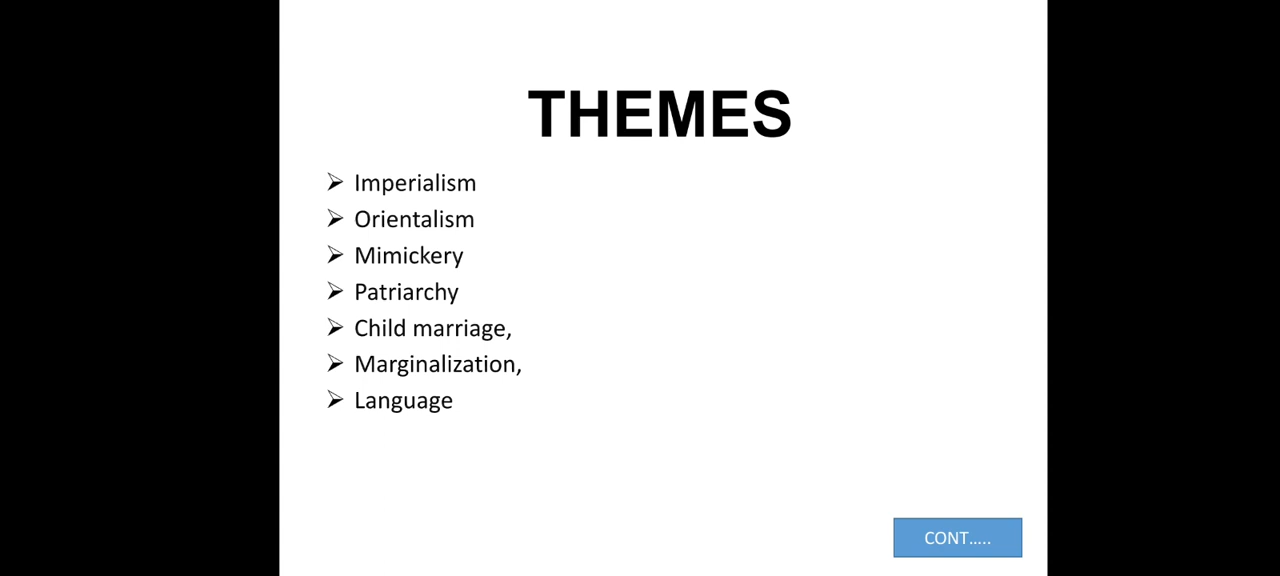 THEMES
➢ Imperialism
➢ Orientalism
➢ Mimickery
➢ Patriarchy
➢ Child marriage,
➢ Marginalization,
➢ Language
CONT.....